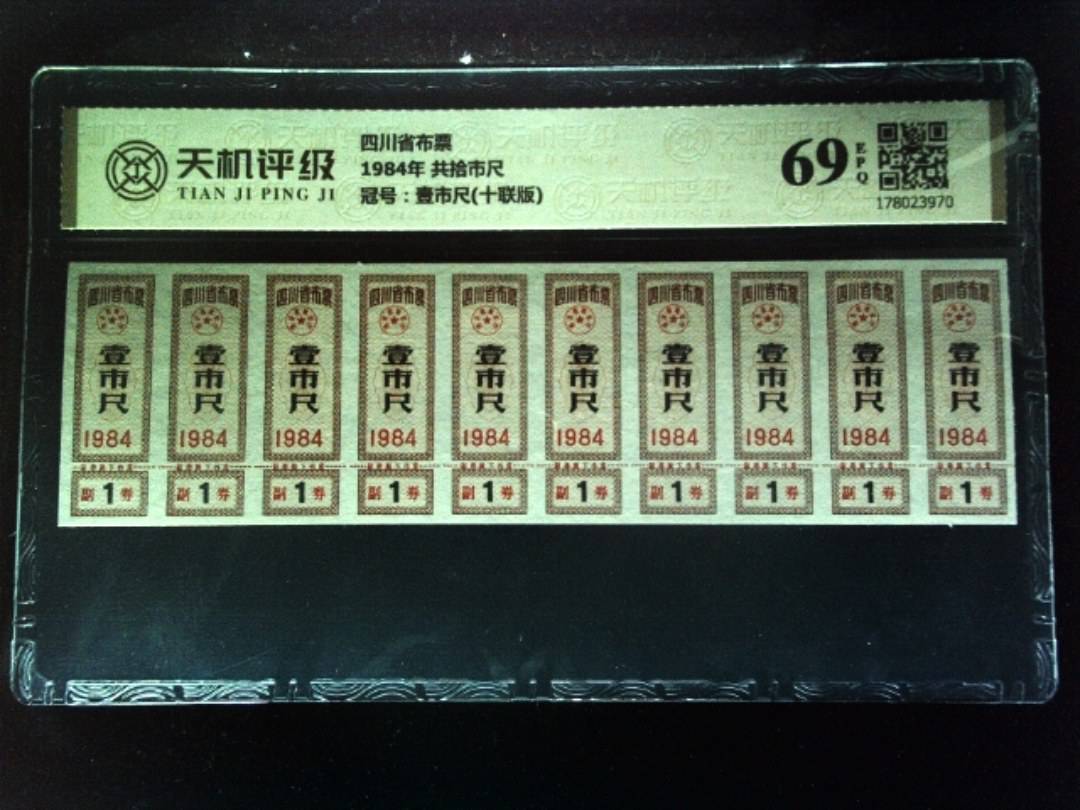 天机评级
TIAN JI PING JI
四川省布票
1984年 共拾市尺
冠号：壹市尺(十联版)
69
EPQ
178023970
四川省布票 四川省布票 四川省布票 四川省布票 四川省布票 四川省布票 四川省布票 四川省布票 四川省布票 四川省布票
壹市尺 壹市尺 壹市尺 壹市尺 壹市尺 壹市尺 壹市尺 壹市尺 壹市尺 壹市尺
1984 1984 1984 1984 1984 1984 1984 1984 1984 1984
副1券 副1券 副1券 副1券 副1券 副1券 副1券 副1券 副1券 副1券